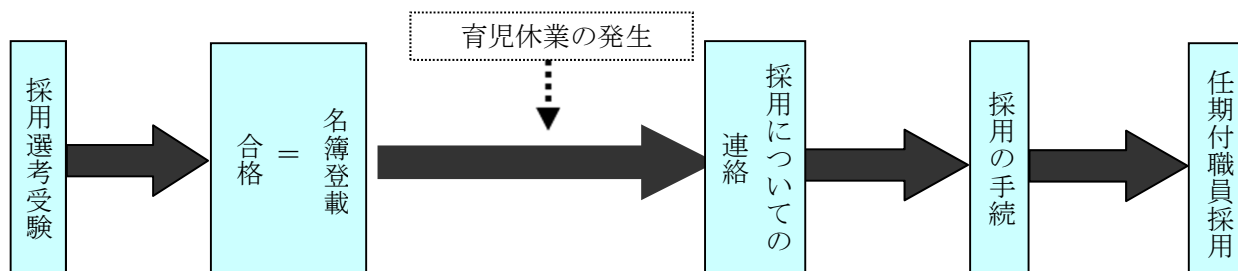 育児休業の発生
採用選考受験
名簿登載
＝
合格
採用についての
連絡
採用の手続
任期付職員採用